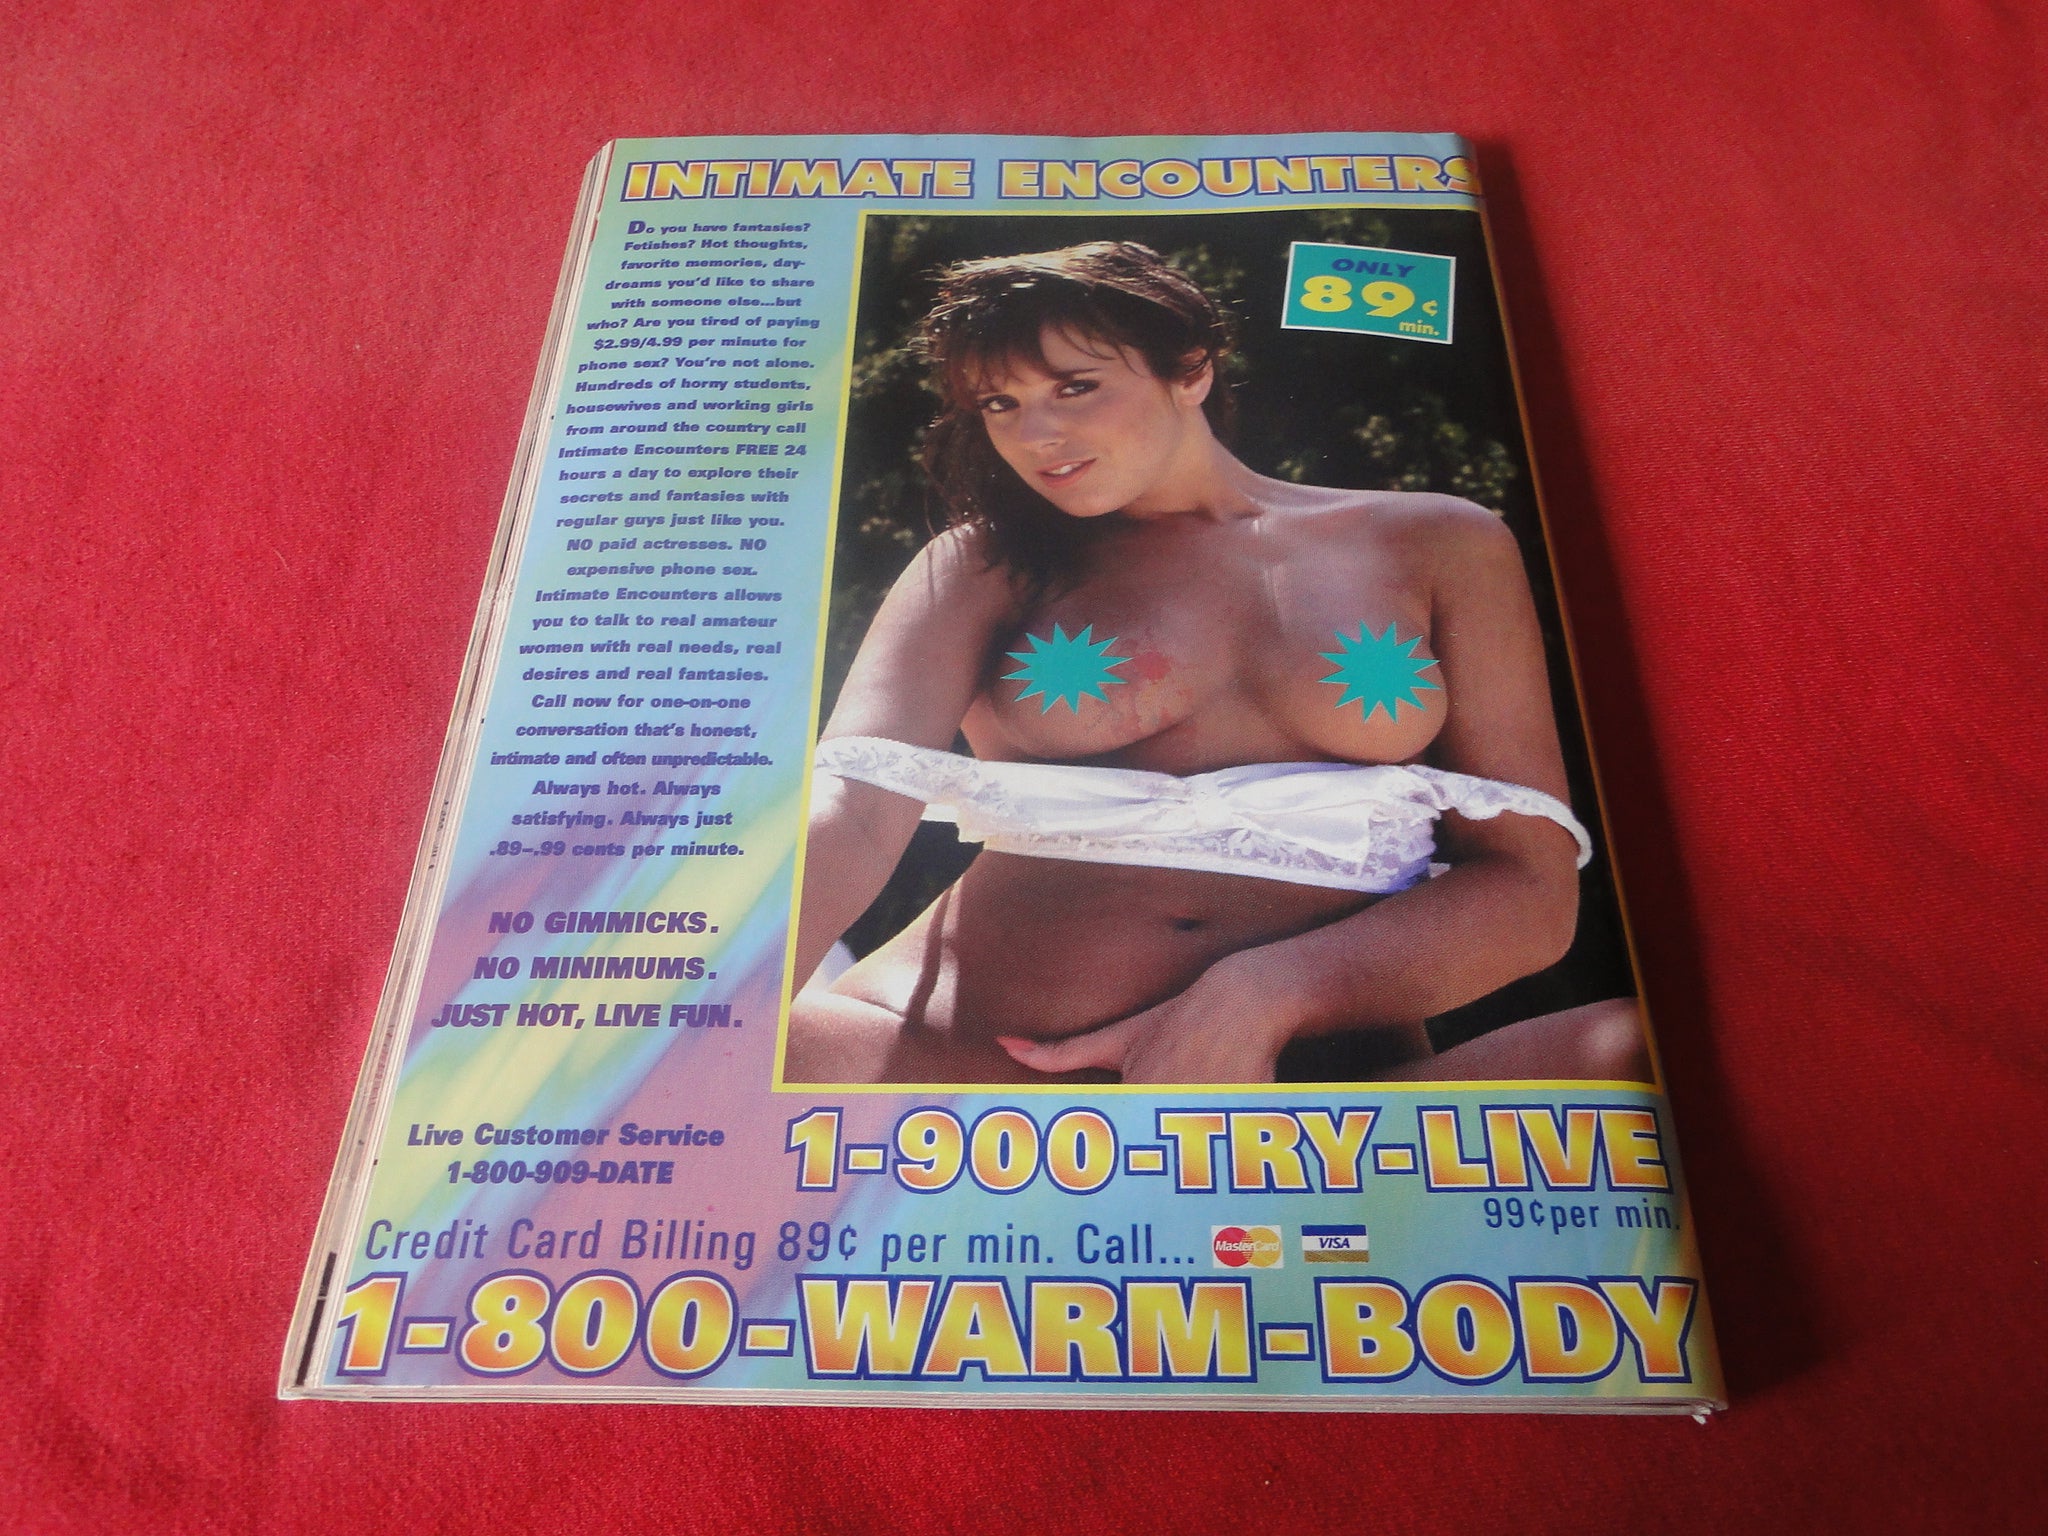 INTIMATE ENCOUNTERS
Do you have fantasies?
Fetishes? Hot thoughts,
favorite memories, day-
dreams you'd like to share
with someone else...but
who? Are you tired of paying
$2.99/4.99 per minute for
phone sex? You're not alone.
Hundreds of horny students,
housewives and working girls
from around the country call
Intimate Encounters FREE 24
hours a day to explore their
secrets and fantasies with
regular guys just like you.
NO paid actresses. NO
expensive phone sex.
Intimate Encounters allows
you to talk to real amateur
women with real needs, real
desires and real fantasies.
Call now for one-on-one
conversation that's honest,
intimate and often unpredictable.
Always hot. Always
satisfying. Always just
.89–.99 cents per minute.
NO GIMMICKS.
NO MINIMUMS.
JUST HOT, LIVE FUN.
ONLY
89¢
min.
Live Customer Service
1-800-909-DATE
1-900-TRY-LIVE
99¢ per min.
Credit Card Billing 89¢ per min. Call...
MasterCard
VISA
1-800-WARM-BODY